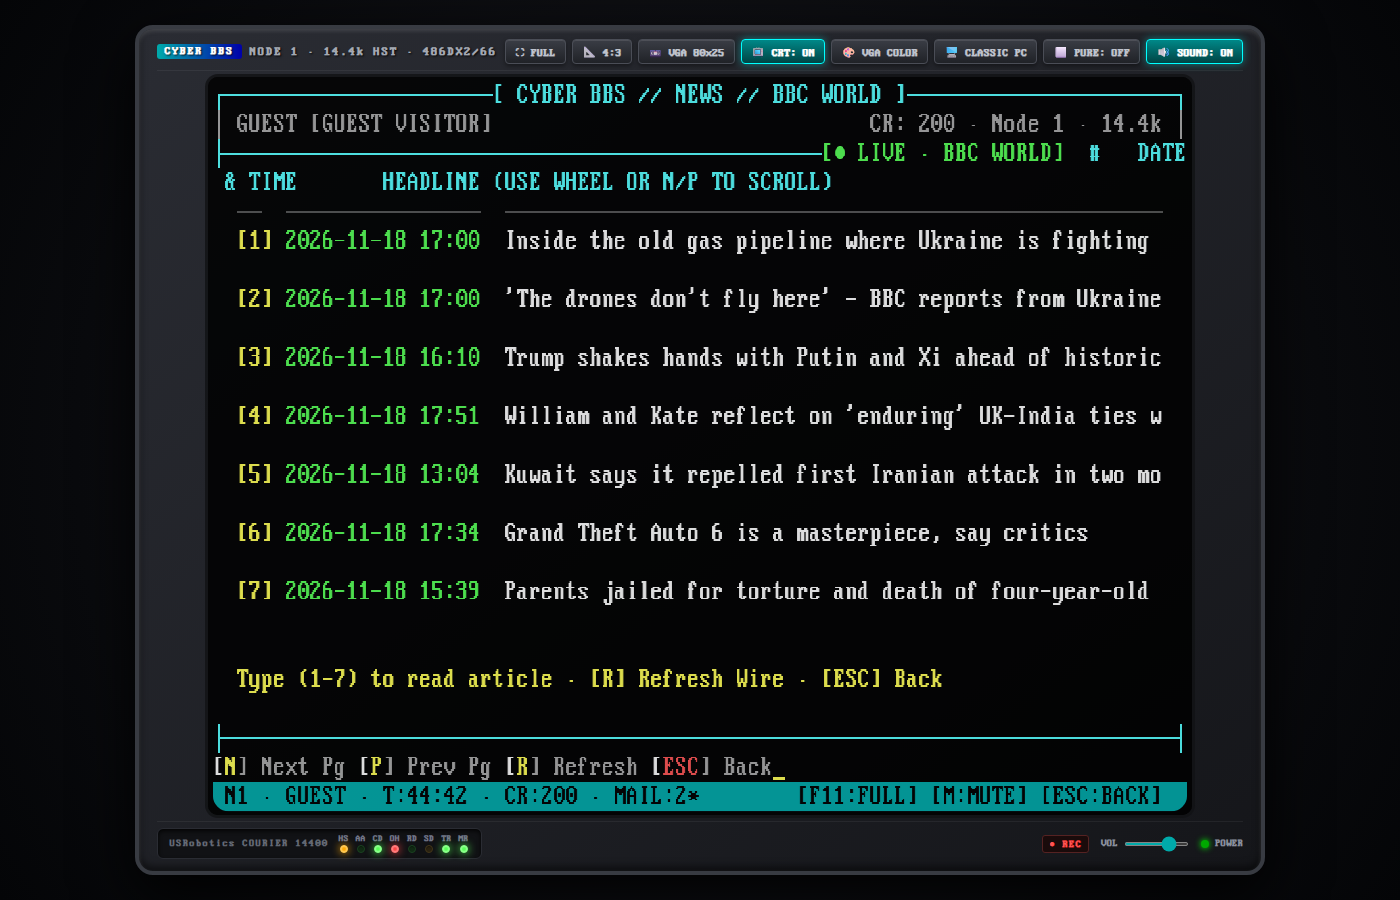 CYBER BBS NODE 1 · 14.4k HST · 486DX2/66 FULL 4:3 VGA 80x25 CRT: ON VGA COLOR CLASSIC PC PURE: OFF SOUND: ON
[ CYBER BBS // NEWS // BBC WORLD ]
GUEST [GUEST VISITOR] CR: 200 · Node 1 · 14.4k
[● LIVE · BBC WORLD] # DATE
& TIME HEADLINE (USE WHEEL OR N/P TO SCROLL)
[1] 2026-11-18 17:00 Inside the old gas pipeline where Ukraine is fighting
[2] 2026-11-18 17:00 'The drones don't fly here' - BBC reports from Ukraine
[3] 2026-11-18 16:10 Trump shakes hands with Putin and Xi ahead of historic
[4] 2026-11-18 17:51 William and Kate reflect on 'enduring' UK-India ties w
[5] 2026-11-18 13:04 Kuwait says it repelled first Iranian attack in two mo
[6] 2026-11-18 17:34 Grand Theft Auto 6 is a masterpiece, say critics
[7] 2026-11-18 15:39 Parents jailed for torture and death of four-year-old
Type (1-7) to read article · [R] Refresh Wire · [ESC] Back
[N] Next Pg [P] Prev Pg [R] Refresh [ESC] Back_
N1 · GUEST · T:44:42 · CR:200 · MAIL:2* [F11:FULL] [M:MUTE] [ESC:BACK]
USRobotics COURIER 14400 HS AA CD OH RD SD TR MR ● REC VOL POWER